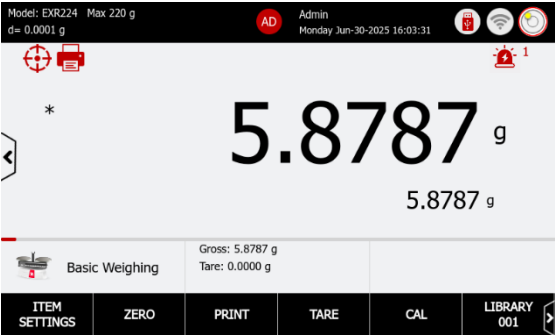 Model: EXR224 Max 220 g
d= 0.0001 g
AD
Admin
Monday Jun-30-2025 16:03:31
1
*
5.8787 g
5.8787 g
Basic Weighing
Gross: 5.8787 g
Tare: 0.0000 g
ITEM
SETTINGS
ZERO
PRINT
TARE
CAL
LIBRARY
001